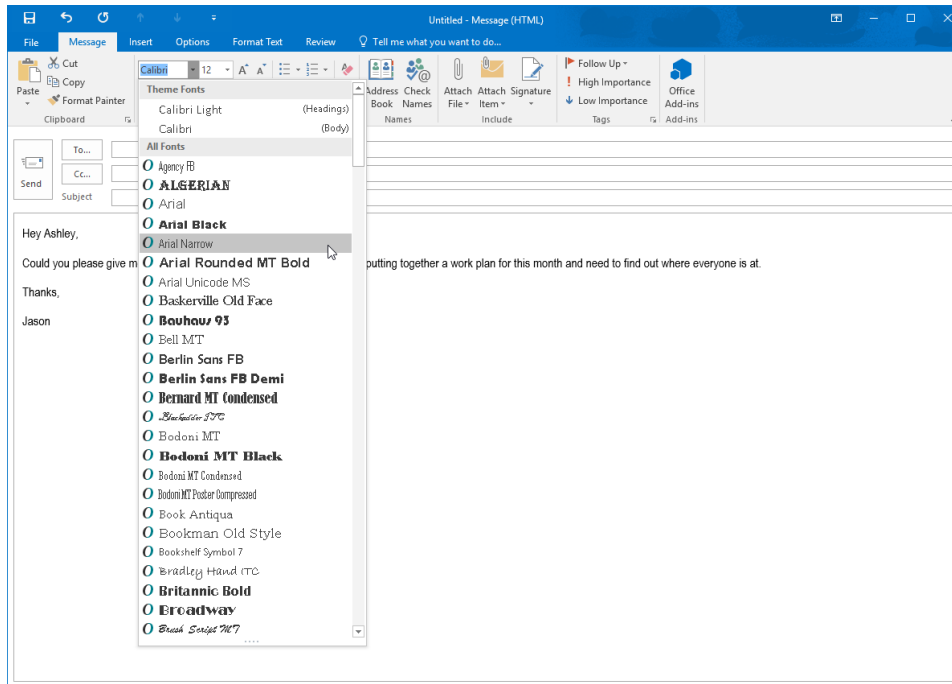 Untitled - Message (HTML)
File Message Insert Options Format Text Review Tell me what you want to do...
Paste
Cut
Copy
Format Painter
Clipboard
Calibri 12
Address Book
Check Names
Names
Attach File
Attach Item
Signature
Include
Follow Up
High Importance
Low Importance
Tags
Office Add-ins
Add-ins
Theme Fonts
Calibri Light (Headings)
Calibri (Body)
All Fonts
O Agency FB
O ALGERIAN
O Arial
O Arial Black
O Arial Narrow
O Arial Rounded MT Bold
O Arial Unicode MS
O Baskerville Old Face
O Bauhaus 93
O Bell MT
O Berlin Sans FB
O Berlin Sans FB Demi
O Bernard MT Condensed
O Blackadder ITC
O Bodoni MT
O Bodoni MT Black
O Bodoni MT Condensed
O Bodoni MT Poster Compressed
O Book Antiqua
O Bookman Old Style
O Bookshelf Symbol 7
O Bradley Hand ITC
O Britannic Bold
O Broadway
O Brush Script MT
Send
To...
Cc...
Subject
Hey Ashley,
Could you please give m putting together a work plan for this month and need to find out where everyone is at.
Thanks,
Jason